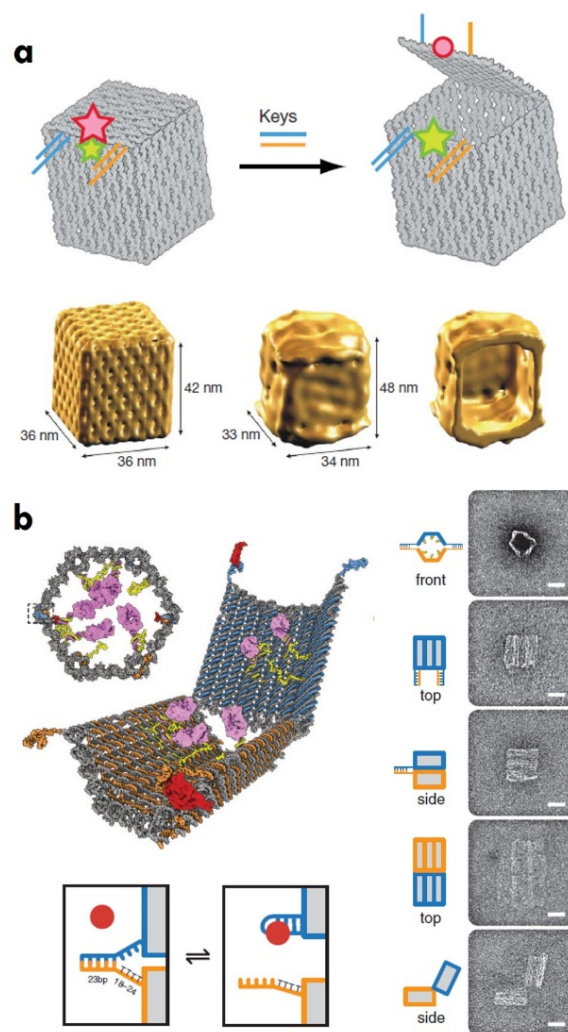 a
Keys
42 nm
36 nm
36 nm
48 nm
33 nm
34 nm
b
front
top
side
top
side
23bp
18-24